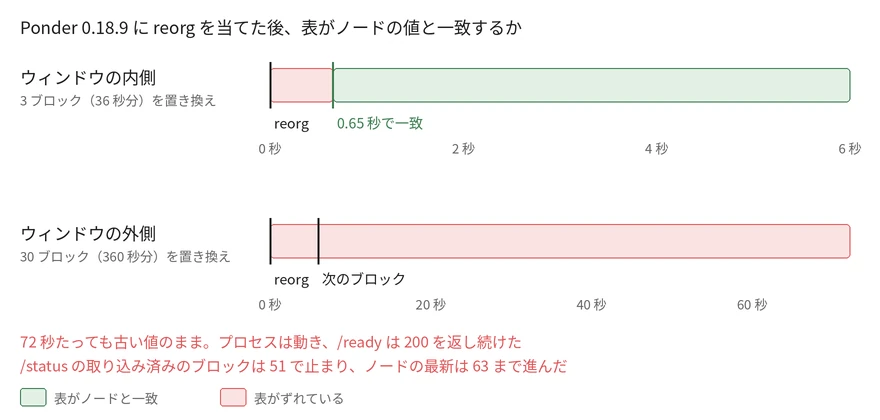 Ponder 0.18.9 に reorg を当てた後、表がノードの値と一致するか
ウィンドウの内側
3 ブロック（36 秒分）を置き換え
reorg
0.65 秒で一致
0 秒
2 秒
4 秒
6 秒
ウィンドウの外側
30 ブロック（360 秒分）を置き換え
reorg
次のブロック
0 秒
20 秒
40 秒
60 秒
72 秒たっても古い値のまま。プロセスは動き、/ready は 200 を返し続けた
/status の取り込み済みのブロックは 51 で止まり、ノードの最新は 63 まで進んだ
表がノードと一致
表がずれている